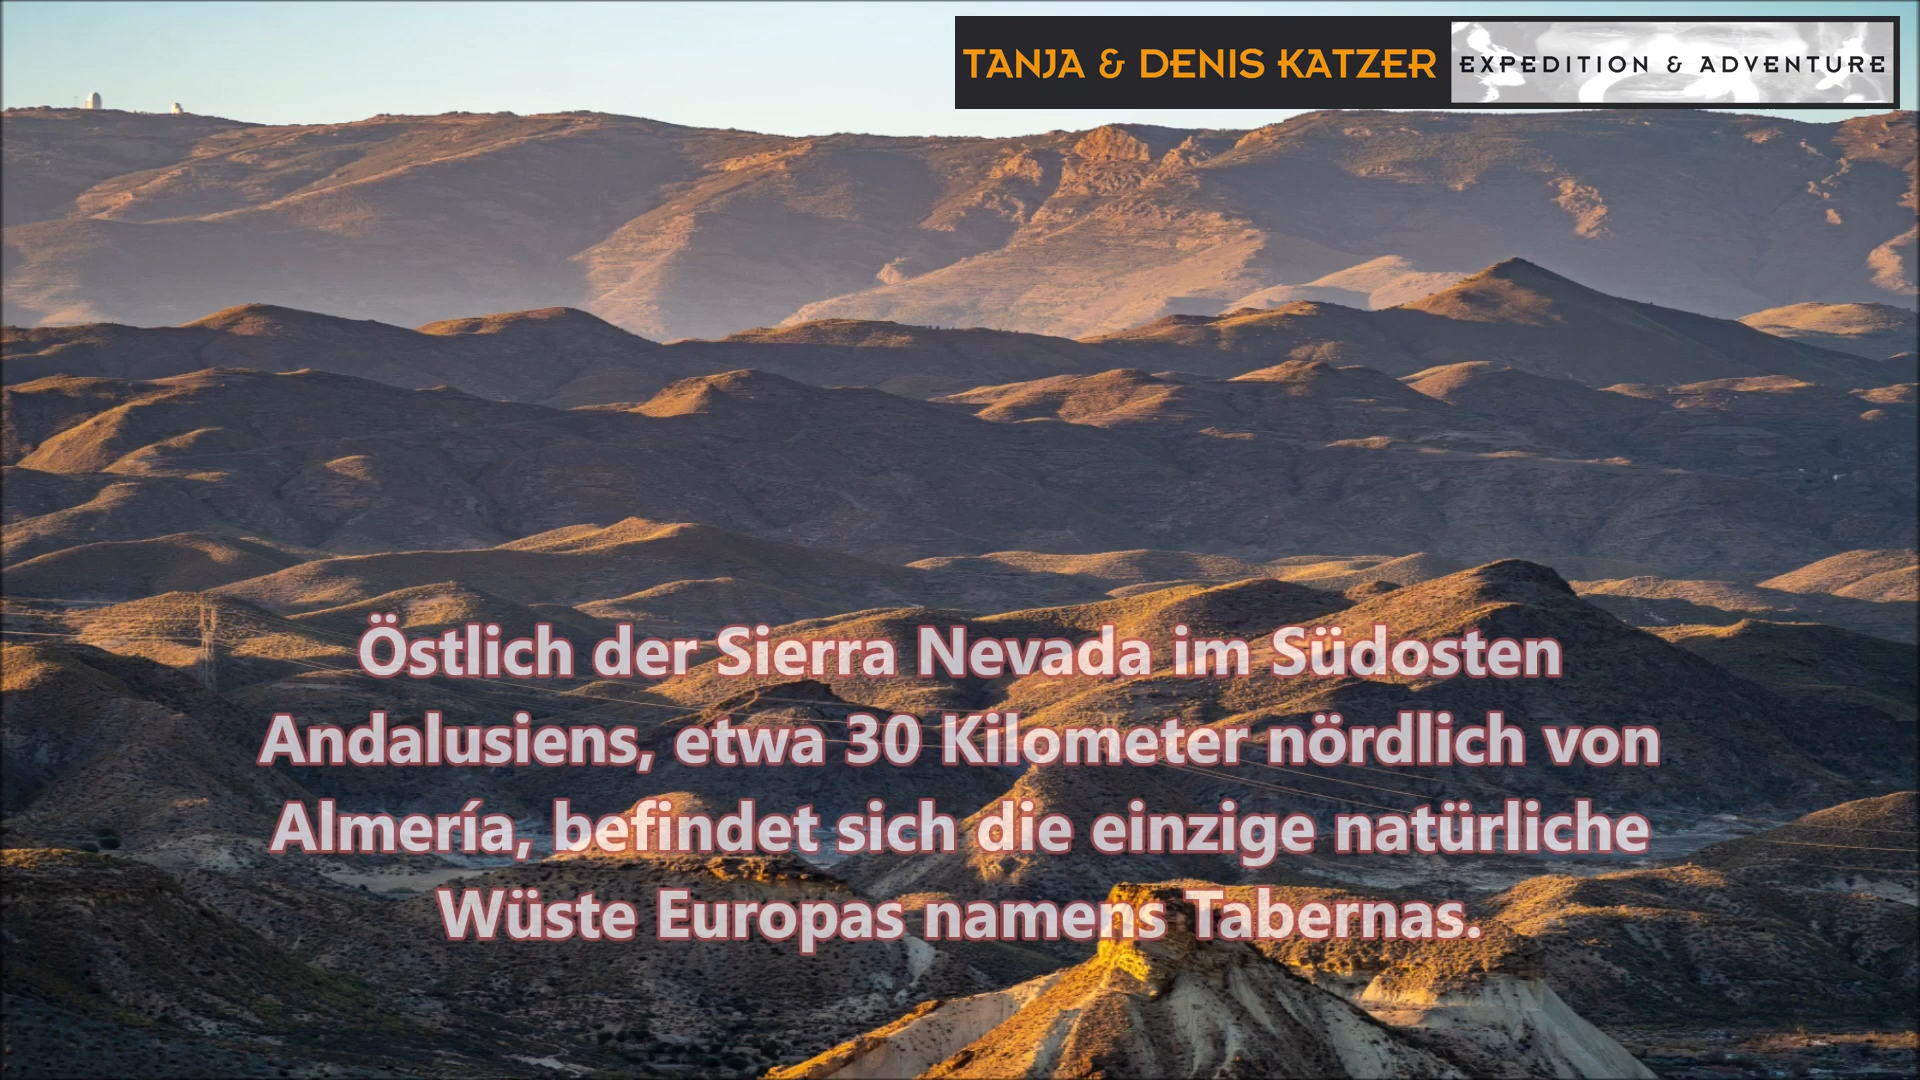 TANJA & DENIS KATZER EXPEDITION & ADVENTURE
Östlich der Sierra Nevada im Südosten
Andalusiens, etwa 30 Kilometer nördlich von
Almería, befindet sich die einzige natürliche
Wüste Europas namens Tabernas.